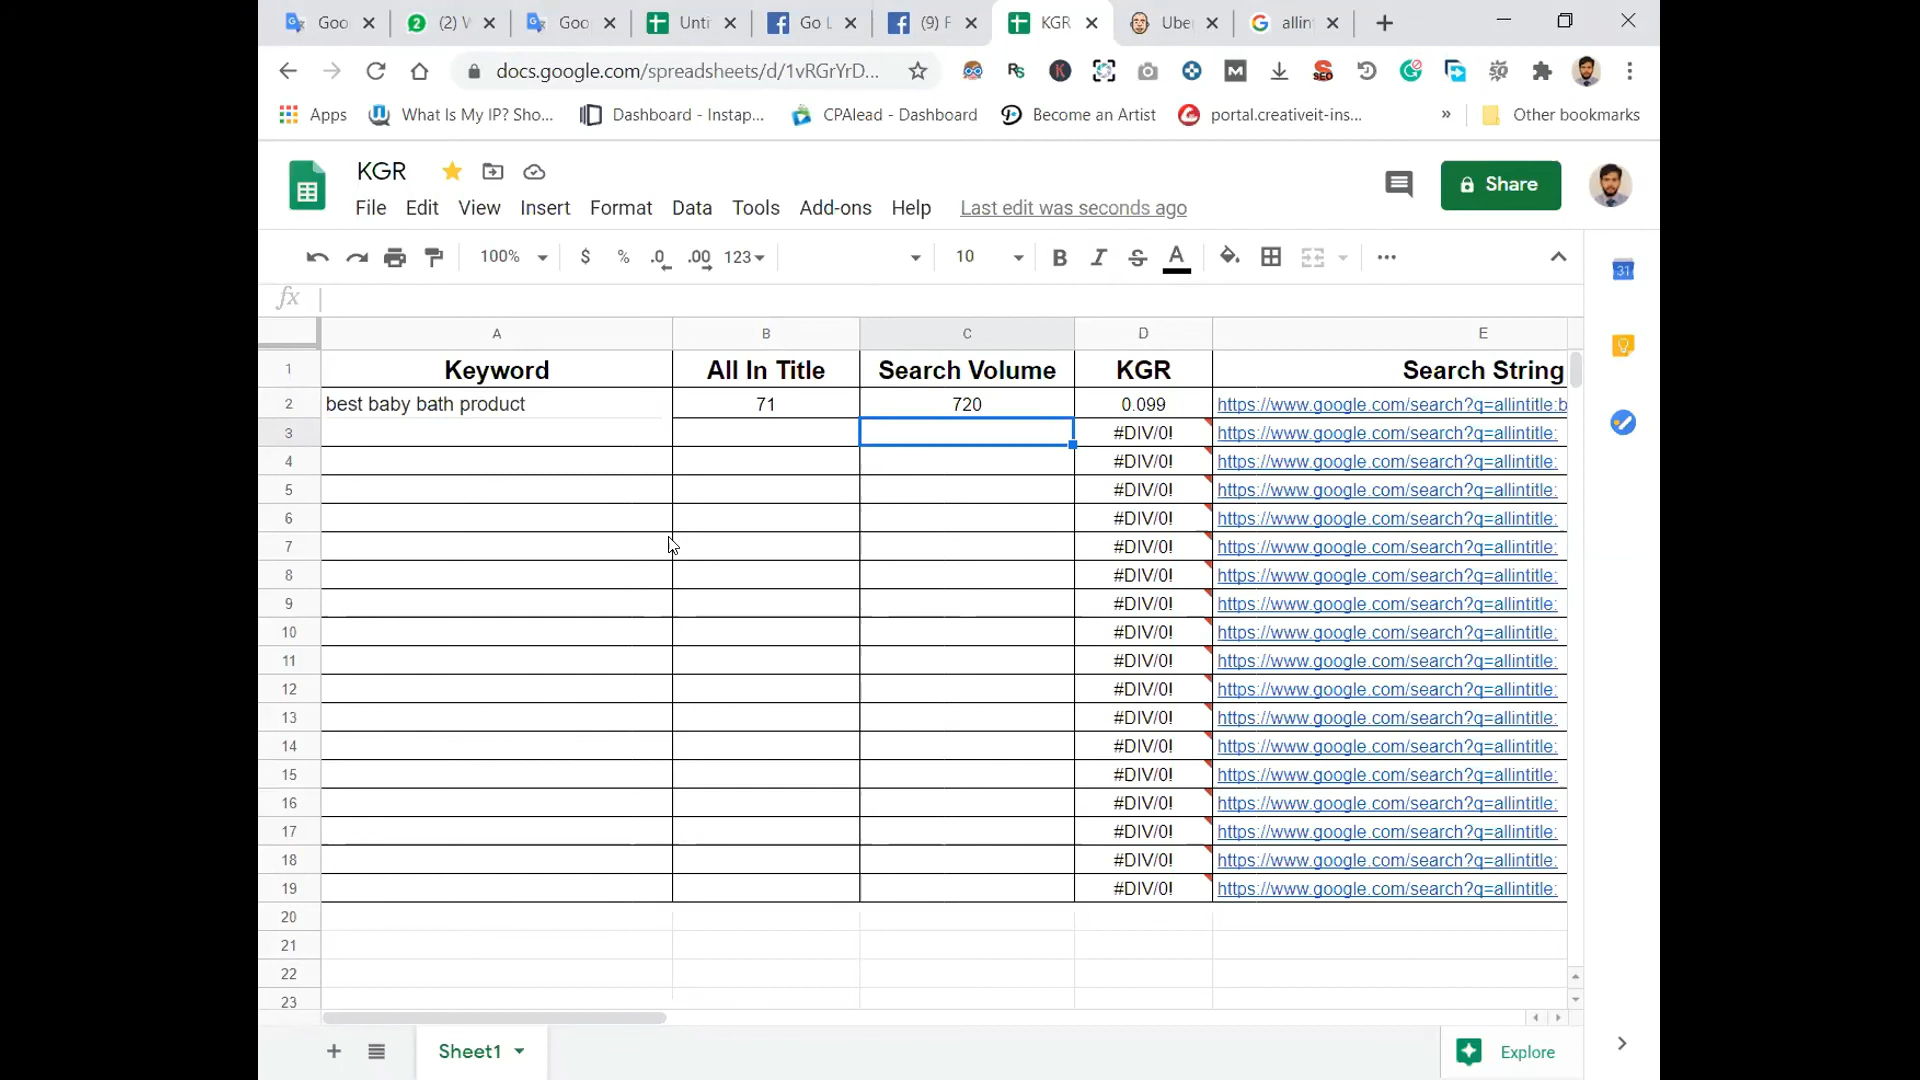 Goo 2 (2) V Goo Unti Go L (9) F KGR Ube allin
docs.google.com/spreadsheets/d/1vRGrYrD...
Apps What Is My IP? Sho... Dashboard - Instap... CPAlead - Dashboard Become an Artist portal.creativeit-ins... » Other bookmarks
KGR
Share
File Edit View Insert Format Data Tools Add-ons Help Last edit was seconds ago
100% $ % .0 .00 123 10 B I S A
31
fx
A B C D E
1 Keyword All In Title Search Volume KGR Search String
2 best baby bath product 71 720 0.099 https://www.google.com/search?q=allintitle:b
3 #DIV/0! https://www.google.com/search?q=allintitle:
4 #DIV/0! https://www.google.com/search?q=allintitle:
5 #DIV/0! https://www.google.com/search?q=allintitle:
6 #DIV/0! https://www.google.com/search?q=allintitle:
7 #DIV/0! https://www.google.com/search?q=allintitle:
8 #DIV/0! https://www.google.com/search?q=allintitle:
9 #DIV/0! https://www.google.com/search?q=allintitle:
10 #DIV/0! https://www.google.com/search?q=allintitle:
11 #DIV/0! https://www.google.com/search?q=allintitle:
12 #DIV/0! https://www.google.com/search?q=allintitle:
13 #DIV/0! https://www.google.com/search?q=allintitle:
14 #DIV/0! https://www.google.com/search?q=allintitle:
15 #DIV/0! https://www.google.com/search?q=allintitle:
16 #DIV/0! https://www.google.com/search?q=allintitle:
17 #DIV/0! https://www.google.com/search?q=allintitle:
18 #DIV/0! https://www.google.com/search?q=allintitle:
19 #DIV/0! https://www.google.com/search?q=allintitle:
20
21
22
23
Sheet1 Explore